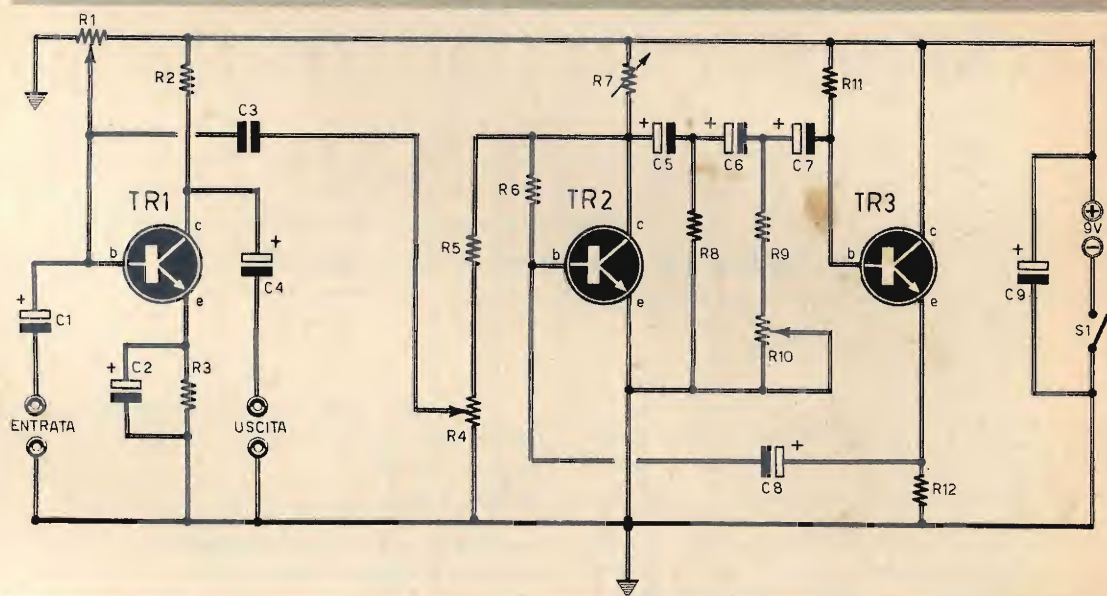 R1
R2
C3
R7
R11
+
C5
+
C6
+
C7
TR1
R6
TR2
TR3
c
c
c
b
b
b
R5
R8
R9
+
9V
−
e
e
e
+
C4
+
C1
+
C9
S1
+
C2
R3
R10
ENTRATA
USCITA
R4
+
C8
R12